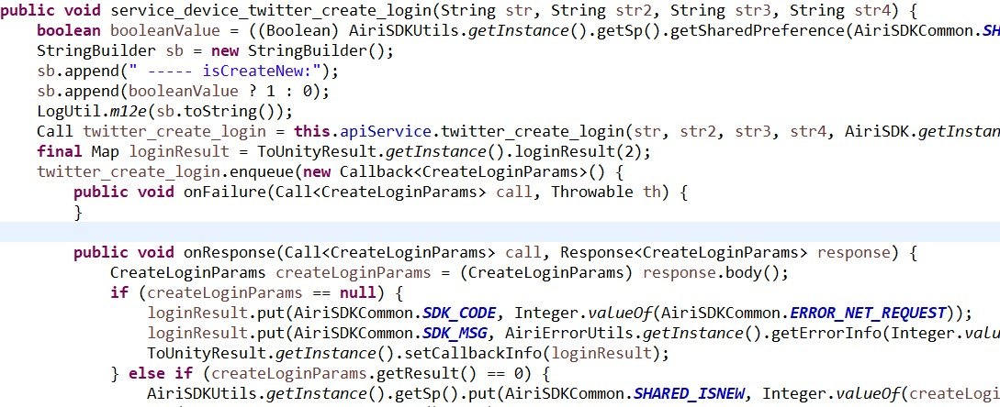 public void service_device_twitter_create_login(String str, String str2, String str3, String str4) {
boolean booleanValue = ((Boolean) AiriSDKUtils.getInstance().getSp().getSharedPreference(AiriSDKCommon.SH
StringBuilder sb = new StringBuilder();
sb.append(" ----- isCreateNew:");
sb.append(booleanValue ? 1 : 0);
LogUtil.m12e(sb.toString());
Call twitter_create_login = this.apiService.twitter_create_login(str, str2, str3, str4, AiriSDK.getInstan
final Map loginResult = ToUnityResult.getInstance().loginResult(2);
twitter_create_login.enqueue(new Callback<CreateLoginParams>() {
public void onFailure(Call<CreateLoginParams> call, Throwable th) {
}
public void onResponse(Call<CreateLoginParams> call, Response<CreateLoginParams> response) {
CreateLoginParams createLoginParams = (CreateLoginParams) response.body();
if (createLoginParams == null) {
loginResult.put(AiriSDKCommon.SDK_CODE, Integer.valueOf(AiriSDKCommon.ERROR_NET_REQUEST));
loginResult.put(AiriSDKCommon.SDK_MSG, AiriErrorUtils.getInstance().getErrorInfo(Integer.valu
ToUnityResult.getInstance().setCallbackInfo(loginResult);
} else if (createLoginParams.getResult() == 0) {
AiriSDKUtils.getInstance().getSp().put(AiriSDKCommon.SHARED_ISNEW, Integer.valueOf(createLogi